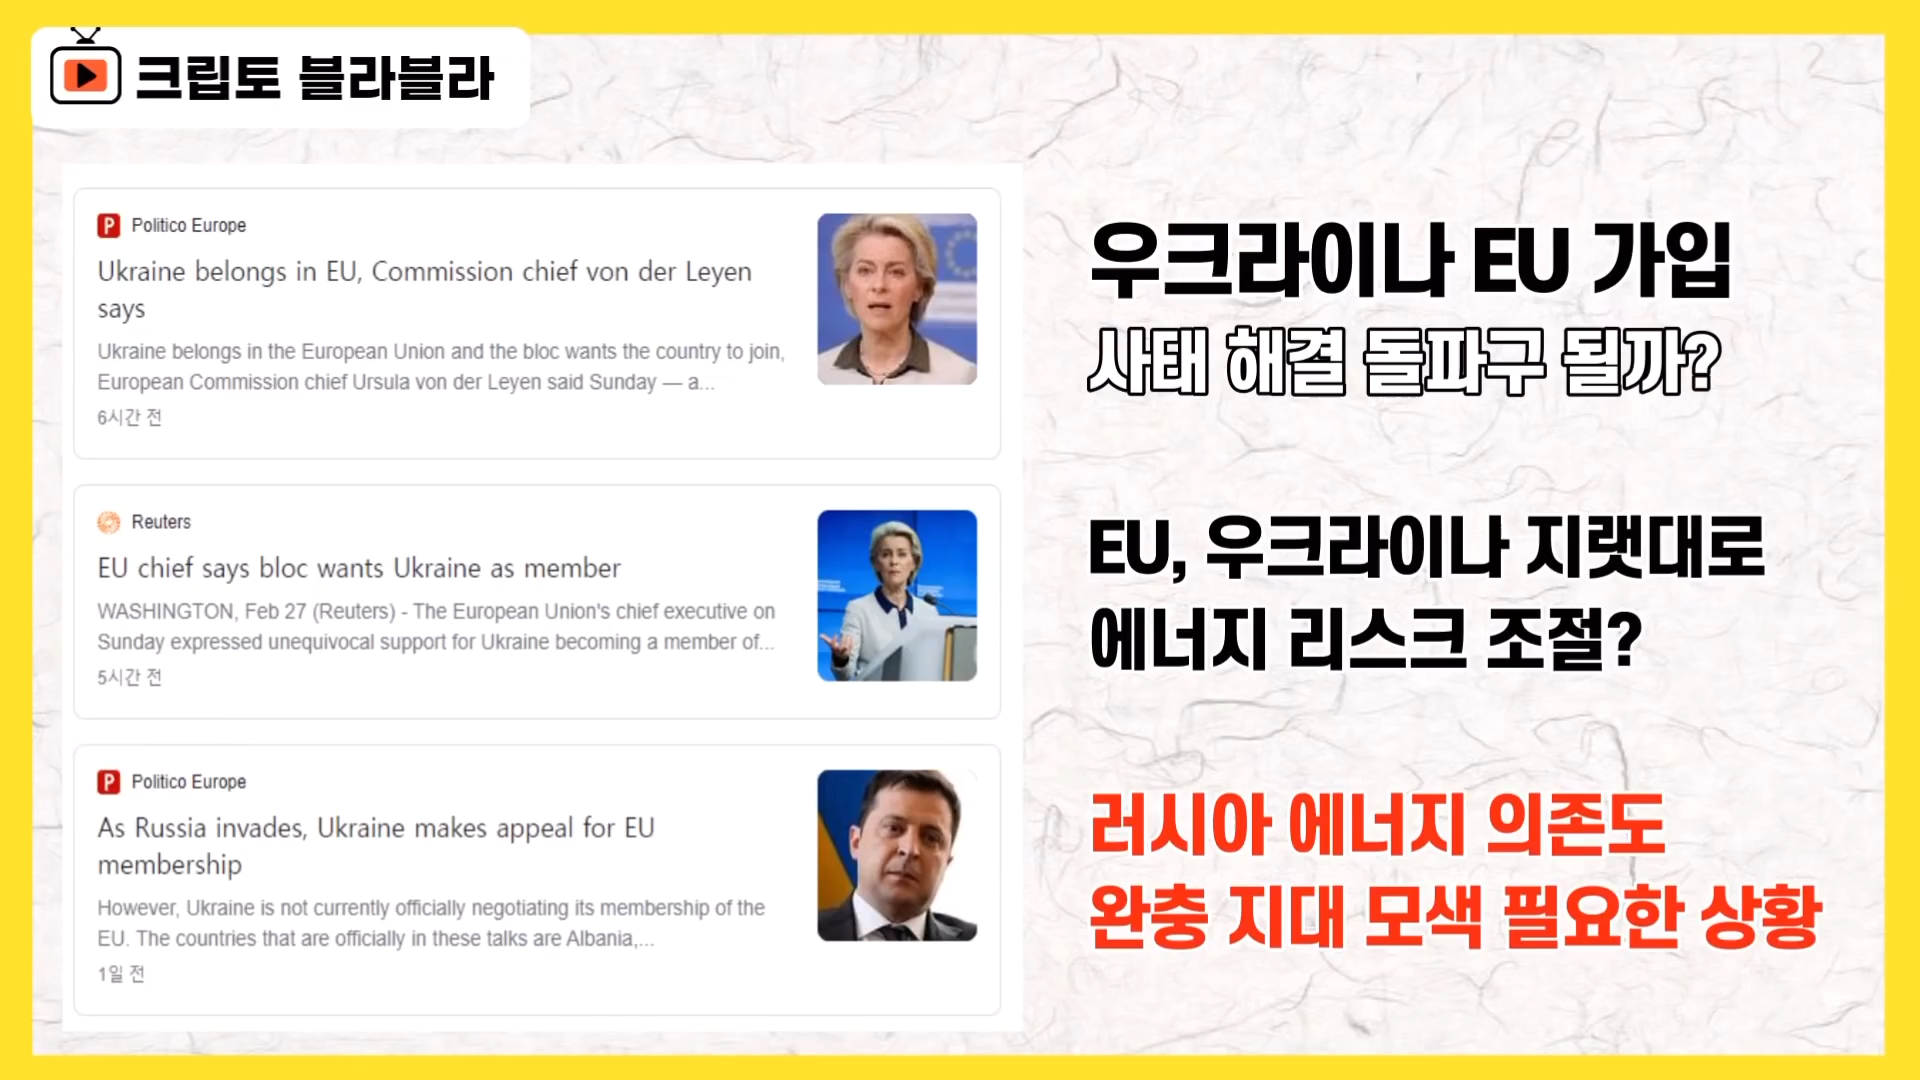 크립토 블라블라
Politico Europe
Ukraine belongs in EU, Commission chief von der Leyen
says
Ukraine belongs in the European Union and the bloc wants the country to join,
European Commission chief Ursula von der Leyen said Sunday — a...
6시간 전
Reuters
EU chief says bloc wants Ukraine as member
WASHINGTON, Feb 27 (Reuters) - The European Union's chief executive on
Sunday expressed unequivocal support for Ukraine becoming a member of...
5시간 전
Politico Europe
As Russia invades, Ukraine makes appeal for EU
membership
However, Ukraine is not currently officially negotiating its membership of the
EU. The countries that are officially in these talks are Albania,...
1일 전
우크라이나 EU 가입
사태 해결 돌파구 될까?
EU, 우크라이나 지랫대로
에너지 리스크 조절?
러시아 에너지 의존도
완충 지대 모색 필요한 상황